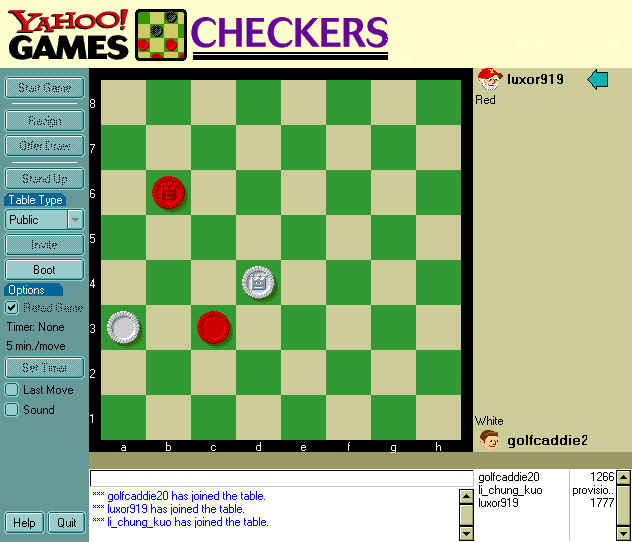 YAHOO!
GAMES
CHECKERS
Start Game
Resign
Offer Draw
Stand Up
Table Type
Public
Invite
Boot
Options
Rated Game
Timer: None
5 min./move
Set Timer
Last Move
Sound
Help
Quit
8
7
6
5
4
3
2
1
a b c d e f g h
luxor919
Red
White
golfcaddie2
*** golfcaddie20 has joined the table.
*** luxor919 has joined the table.
*** li_chung_kuo has joined the table.
golfcaddie20 1266
li_chung_kuo provisio..
luxor919 1777